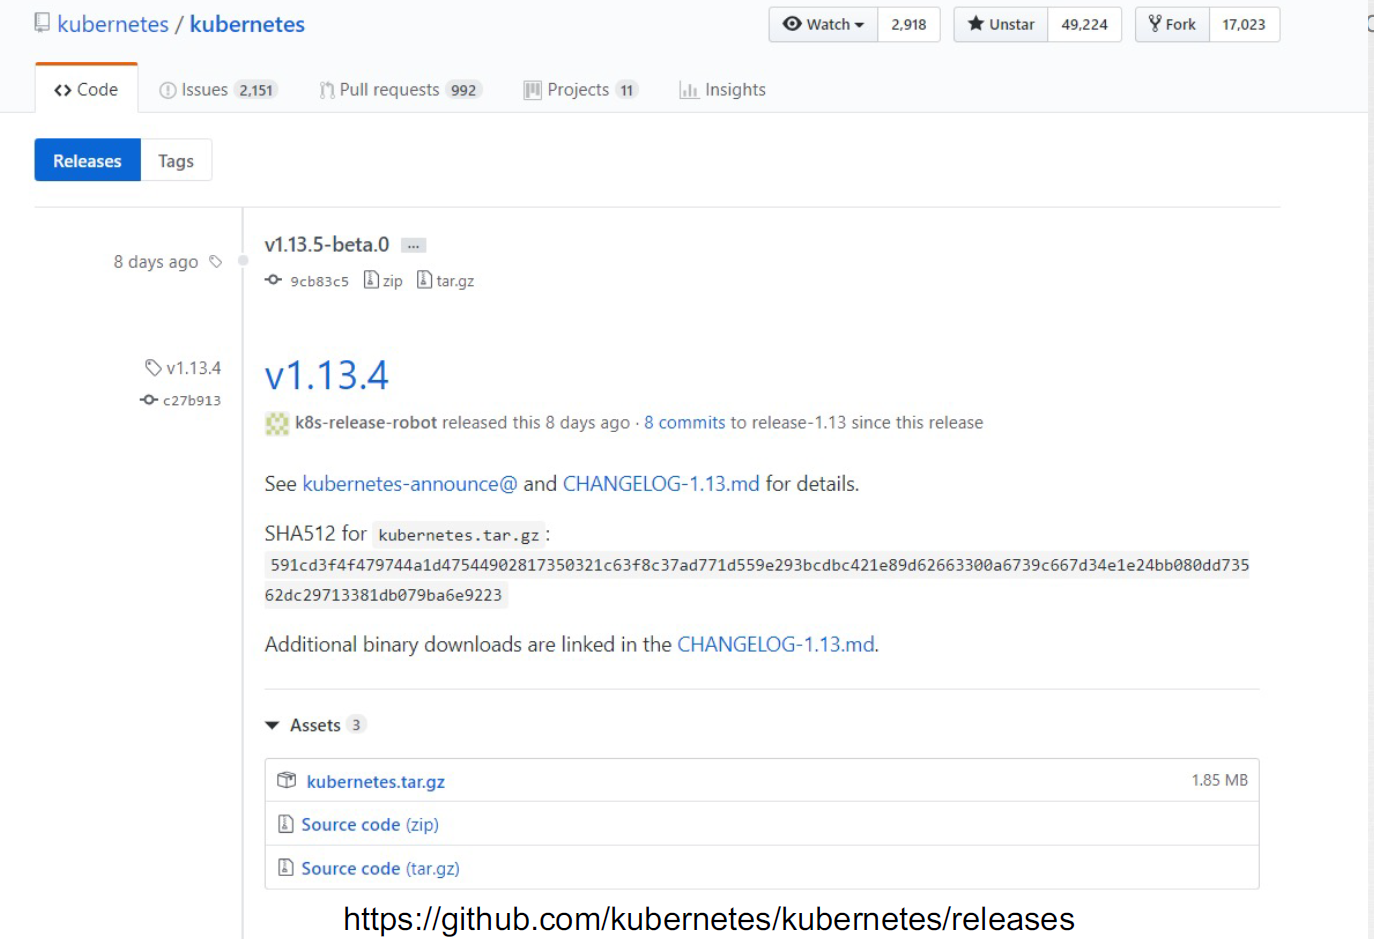 kubernetes / kubernetes
Watch 2,918 Unstar 49,224 Fork 17,023
Code Issues 2,151 Pull requests 992 Projects 11 Insights
Releases Tags
8 days ago
v1.13.5-beta.0 ...
9cb83c5 zip tar.gz
v1.13.4
c27b913
v1.13.4
k8s-release-robot released this 8 days ago · 8 commits to release-1.13 since this release
See kubernetes-announce@ and CHANGELOG-1.13.md for details.
SHA512 for kubernetes.tar.gz :
591cd3f4f479744a1d47544902817350321c63f8c37ad771d559e293bcdbc421e89d62663300a6739c667d34e1e24bb080dd735
62dc29713381db079ba6e9223
Additional binary downloads are linked in the CHANGELOG-1.13.md.
Assets 3
kubernetes.tar.gz 1.85 MB
Source code (zip)
Source code (tar.gz)
https://github.com/kubernetes/kubernetes/releases